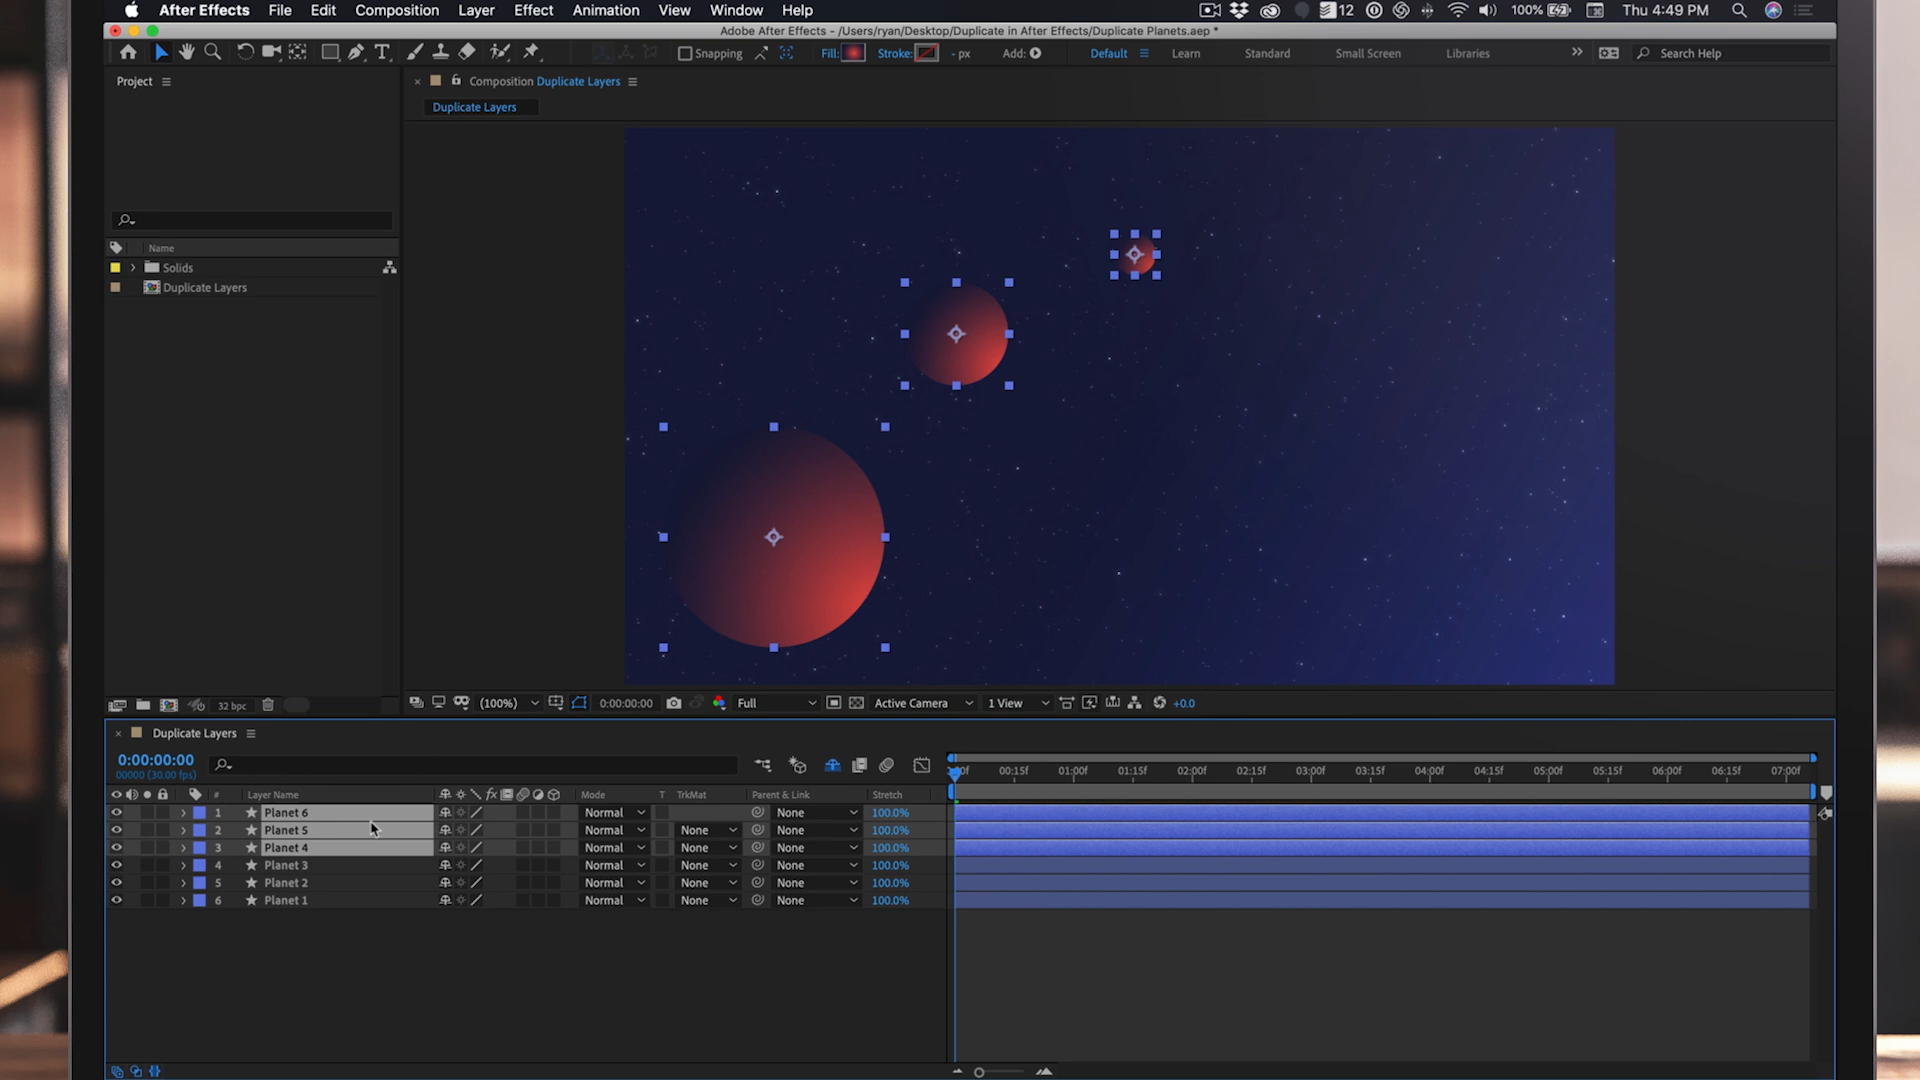 After Effects File Edit Composition Layer Effect Animation View Window Help 12 100% Thu 4:49 PM
Adobe After Effects - /Users/ryan/Desktop/Duplicate in After Effects/Duplicate Planets.aep *
Snapping Fill: Stroke: - px Add: Default Learn Standard Small Screen Libraries Search Help
Project
Composition Duplicate Layers
Duplicate Layers
Name
Solids
Duplicate Layers
32 bpc
(100%) 0:00:00:00 Full Active Camera 1 View +0.0
Duplicate Layers
0:00:00:00
00000 (30.00 fps)
00:15f 01:00f 01:15f 02:00f 02:15f 03:00f 03:15f 04:00f 04:15f 05:00f 05:15f 06:00f 06:15f 07:00f
# Layer Name fx Mode T TrkMat Parent & Link Stretch
1 Planet 6 Normal None 100.0%
2 Planet 5 Normal None None 100.0%
3 Planet 4 Normal None None 100.0%
4 Planet 3 Normal None None 100.0%
5 Planet 2 Normal None None 100.0%
6 Planet 1 Normal None None 100.0%